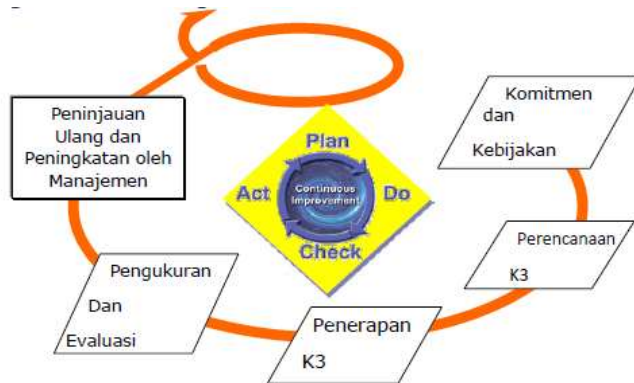 Peninjauan
Ulang dan
Peningkatan oleh
Manajemen
Komitmen
dan
Kebijakan
Plan
Act
Continuous
Improvement
Do
Check
Perencanaan
K3
Pengukuran
Dan
Evaluasi
Penerapan
K3